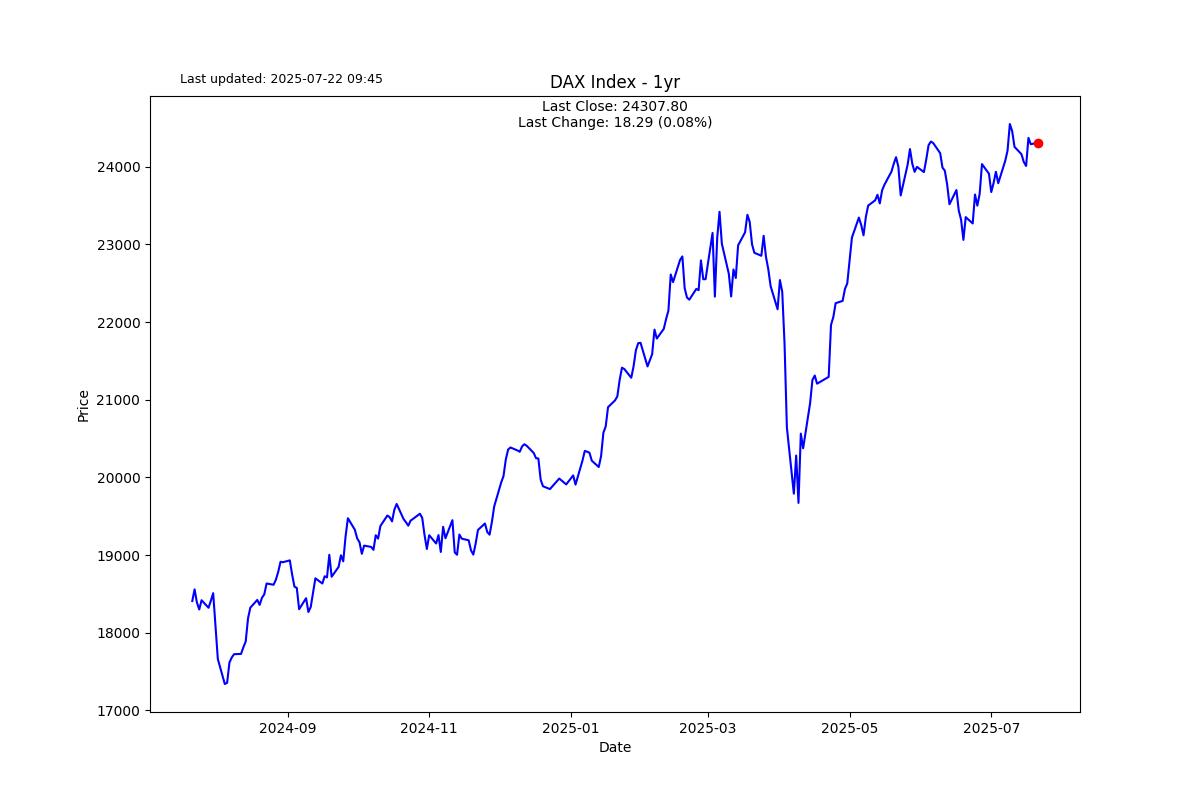 Last updated: 2025-07-22 09:45
DAX Index - 1yr
Last Close: 24307.80
Last Change: 18.29 (0.08%)
24000
23000
22000
21000
20000
19000
18000
17000
Price
2024-09
2024-11
2025-01
2025-03
2025-05
2025-07
Date